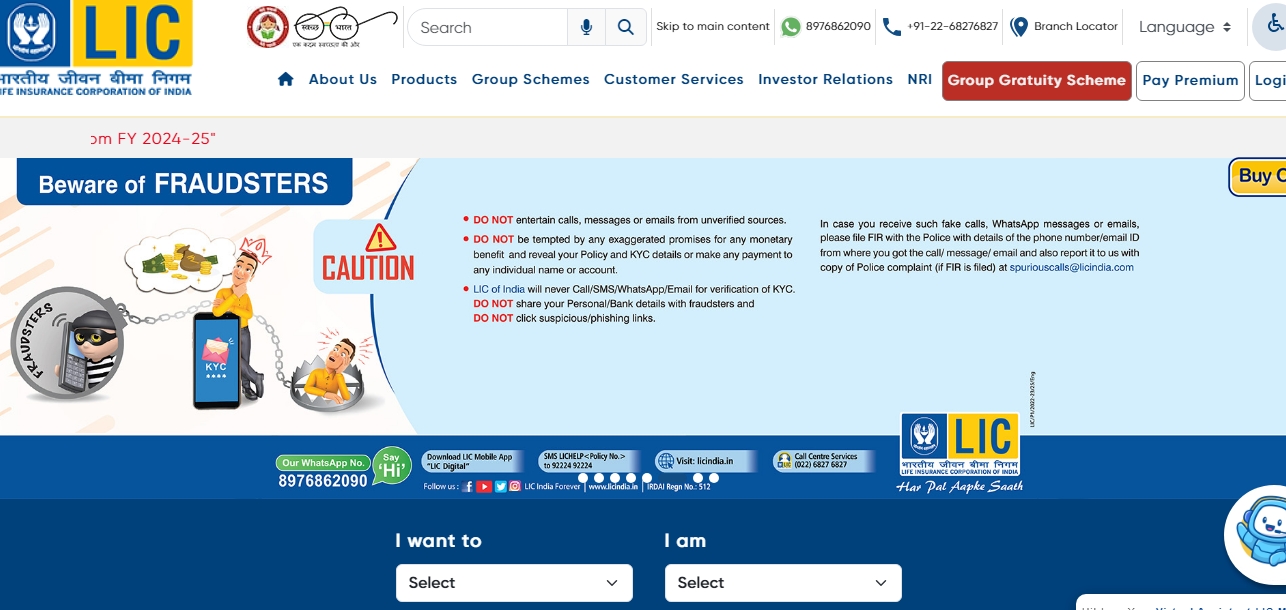 LIC
भारतीय जीवन बीमा निगम
LIFE INSURANCE CORPORATION OF INDIA
स्वच्छ भारत
एक कदम स्वच्छता की ओर
Search
Skip to main content
8976862090
+91-22-68276827
Branch Locator
Language
About Us
Products
Group Schemes
Customer Services
Investor Relations
NRI
Group Gratuity Scheme
Pay Premium
Logi
om FY 2024-25"
Beware of FRAUDSTERS
Buy O
CAUTION
FRAUDSTERS
KYC
• DO NOT entertain calls, messages or emails from unverified sources.
• DO NOT be tempted by any exaggerated promises for any monetary
benefit and reveal your Policy and KYC details or make any payment to
any individual name or account.
• LIC of India will never Call/SMS/WhatsApp/Email for verification of KYC.
DO NOT share your Personal/Bank details with fraudsters and
DO NOT click suspicious/phishing links.
In case you receive such fake calls, WhatsApp messages or emails,
please file FIR with the Police with details of the phone number/email ID
from where you got the call/ message/ email and also report it to us with
copy of Police complaint (if FIR is filed) at spuriouscalls@licindia.com
Our WhatsApp No.
8976862090
Say
'Hi'
Download LIC Mobile App
"LIC Digital"
SMS LICHELP<Policy No.>
to 92224 92224
Visit: licindia.in
Call Centre Services
(022) 6827 6827
Follow us :
LIC India Forever | www.licindia.in | IRDAI Regn No.: 512
LIC
भारतीय जीवन बीमा निगम
LIFE INSURANCE CORPORATION OF INDIA
Har Pal Aapke Saath
I want to
I am
Select
Select